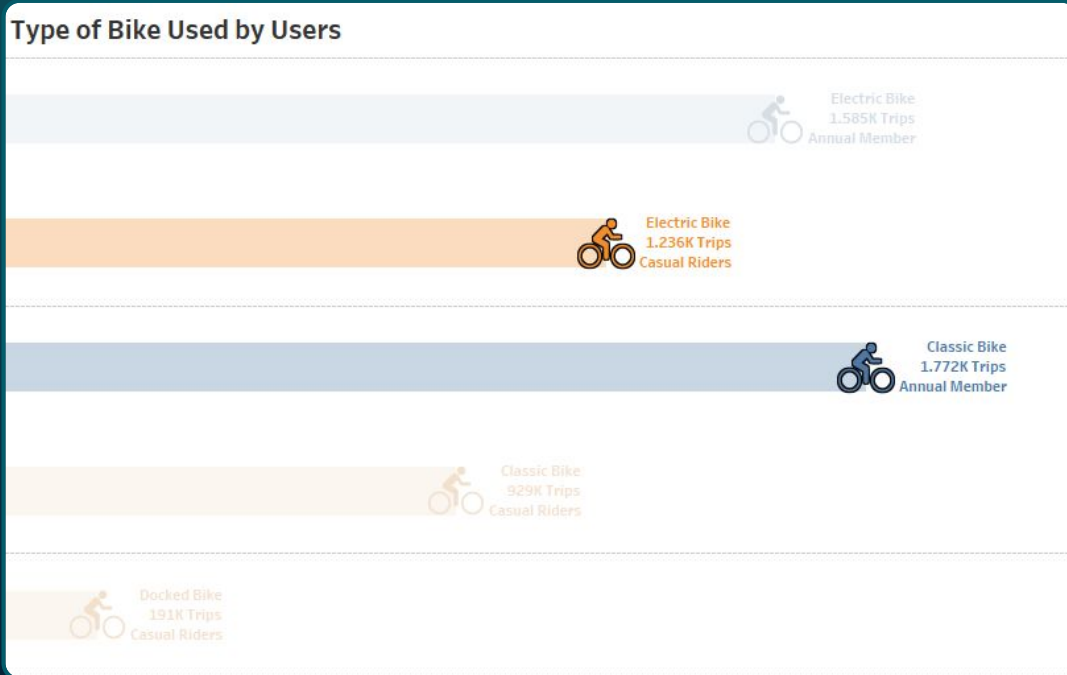 Type of Bike Used by Users
Electric Bike
1.585K Trips
Annual Member
Electric Bike
1.236K Trips
Casual Riders
Classic Bike
1.772K Trips
Annual Member
Classic Bike
929K Trips
Casual Riders
Docked Bike
191K Trips
Casual Riders